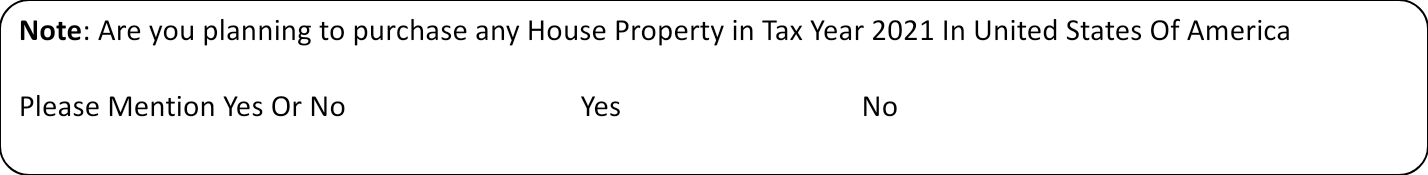 Note: Are you planning to purchase any House Property in Tax Year 2021 In United States Of America
Please Mention Yes Or No Yes No